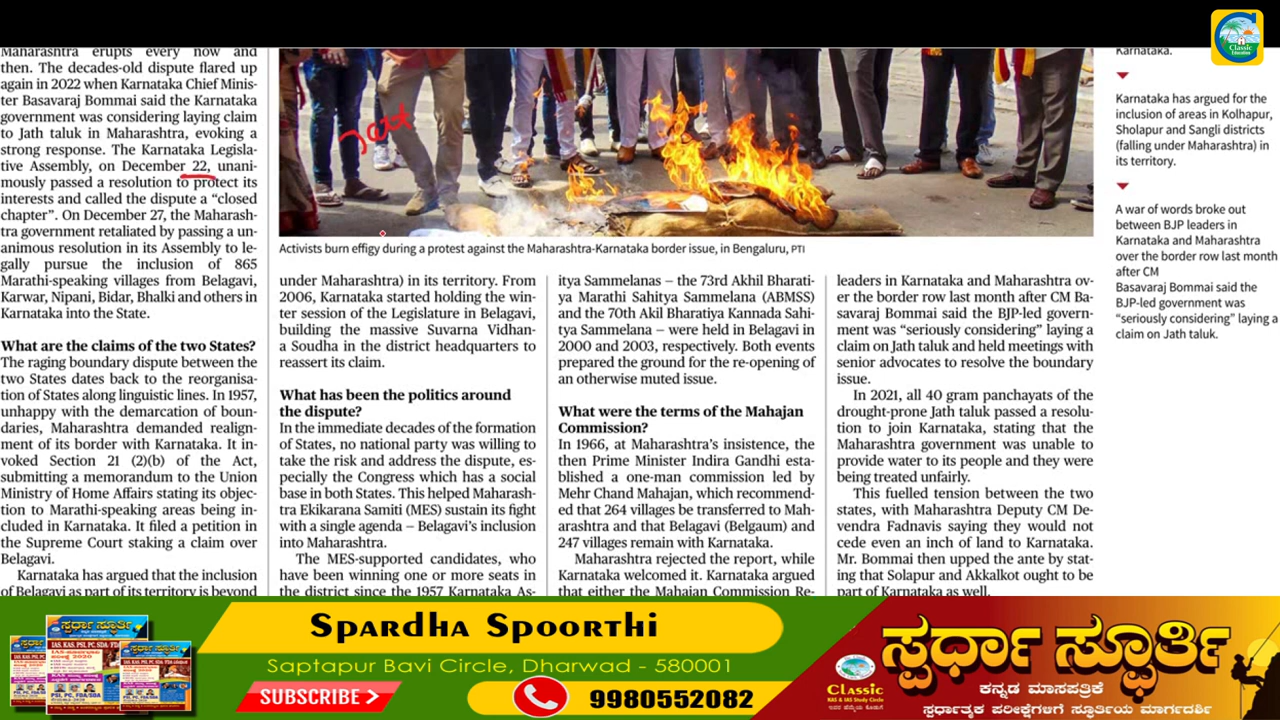 Maharashtra erupts every now and
then. The decades-old dispute flared up
again in 2022 when Karnataka Chief Minis-
ter Basavaraj Bommai said the Karnataka
government was considering laying claim
to Jath taluk in Maharashtra, evoking a
strong response. The Karnataka Legisla-
tive Assembly, on December 22, unani-
mously passed a resolution to protect its
interests and called the dispute a “closed
chapter”. On December 27, the Maharash-
tra government retaliated by passing a un-
animous resolution in its Assembly to le-
gally pursue the inclusion of 865
Marathi-speaking villages from Belagavi,
Karwar, Nipani, Bidar, Bhalki and others in
Karnataka into the State.
What are the claims of the two States?
The raging boundary dispute between the
two States dates back to the reorganisa-
tion of States along linguistic lines. In 1957,
unhappy with the demarcation of boun-
daries, Maharashtra demanded realign-
ment of its border with Karnataka. It in-
voked Section 21 (2)(b) of the Act,
submitting a memorandum to the Union
Ministry of Home Affairs stating its objec-
tion to Marathi-speaking areas being in-
cluded in Karnataka. It filed a petition in
the Supreme Court staking a claim over
Belagavi.
Karnataka has argued that the inclusion
of Belagavi as part of its territory is beyond
Jatt
Activists burn effigy during a protest against the Maharashtra-Karnataka border issue, in Bengaluru, PTI
under Maharashtra) in its territory. From
2006, Karnataka started holding the win-
ter session of the Legislature in Belagavi,
building the massive Suvarna Vidhan-
a Soudha in the district headquarters to
reassert its claim.
What has been the politics around
the dispute?
In the immediate decades of the formation
of States, no national party was willing to
take the risk and address the dispute, es-
pecially the Congress which has a social
base in both States. This helped Maharash-
tra Ekikarana Samiti (MES) sustain its fight
with a single agenda – Belagavi’s inclusion
into Maharashtra.
The MES-supported candidates, who
have been winning one or more seats in
the district since the 1957 Karnataka As-
itya Sammelanas – the 73rd Akhil Bharati-
ya Marathi Sahitya Sammelana (ABMSS)
and the 70th Akil Bharatiya Kannada Sahi-
tya Sammelana – were held in Belagavi in
2000 and 2003, respectively. Both events
prepared the ground for the re-opening of
an otherwise muted issue.
What were the terms of the Mahajan
Commission?
In 1966, at Maharashtra’s insistence, the
then Prime Minister Indira Gandhi esta-
blished a one-man commission led by
Mehr Chand Mahajan, which recommend-
ed that 264 villages be transferred to Mah-
arashtra and that Belagavi (Belgaum) and
247 villages remain with Karnataka.
Maharashtra rejected the report, while
Karnataka welcomed it. Karnataka argued
that either the Mahajan Commission Re-
leaders in Karnataka and Maharashtra ov-
er the border row last month after CM Ba-
savaraj Bommai said the BJP-led govern-
ment was “seriously considering” laying a
claim on Jath taluk and held meetings with
senior advocates to resolve the boundary
issue.
In 2021, all 40 gram panchayats of the
drought-prone Jath taluk passed a resolu-
tion to join Karnataka, stating that the
Maharashtra government was unable to
provide water to its people and they were
being treated unfairly.
This fuelled tension between the two
states, with Maharashtra Deputy CM De-
vendra Fadnavis saying they would not
cede even an inch of land to Karnataka.
Mr. Bommai then upped the ante by stat-
ing that Solapur and Akkalkot ought to be
part of Karnataka as well.
Karnataka.
Karnataka has argued for the
inclusion of areas in Kolhapur,
Sholapur and Sangli districts
(falling under Maharashtra) in
its territory.
A war of words broke out
between BJP leaders in
Karnataka and Maharashtra
over the border row last month
after CM
Basavaraj Bommai said the
BJP-led government was
“seriously considering” laying a
claim on Jath taluk.
Classic
Education
Spardha Spoorthi
Saptapur Bavi Circle Dharwad - 580001
SUBSCRIBE
9980552082
Classic
KAS & IAS Study Circle
ಸ್ಪರ್ಧಾ ಸ್ಫೂರ್ತಿ
ಕನ್ನಡ ಮಾಸಪತ್ರಿಕೆ
ಸ್ಪರ್ಧಾತ್ಮಕ ಪರೀಕ್ಷೆಗಳಿಗೆ ಸ್ಫೂರ್ತಿಯ ಮಾರ್ಗದರ್ಶಿ